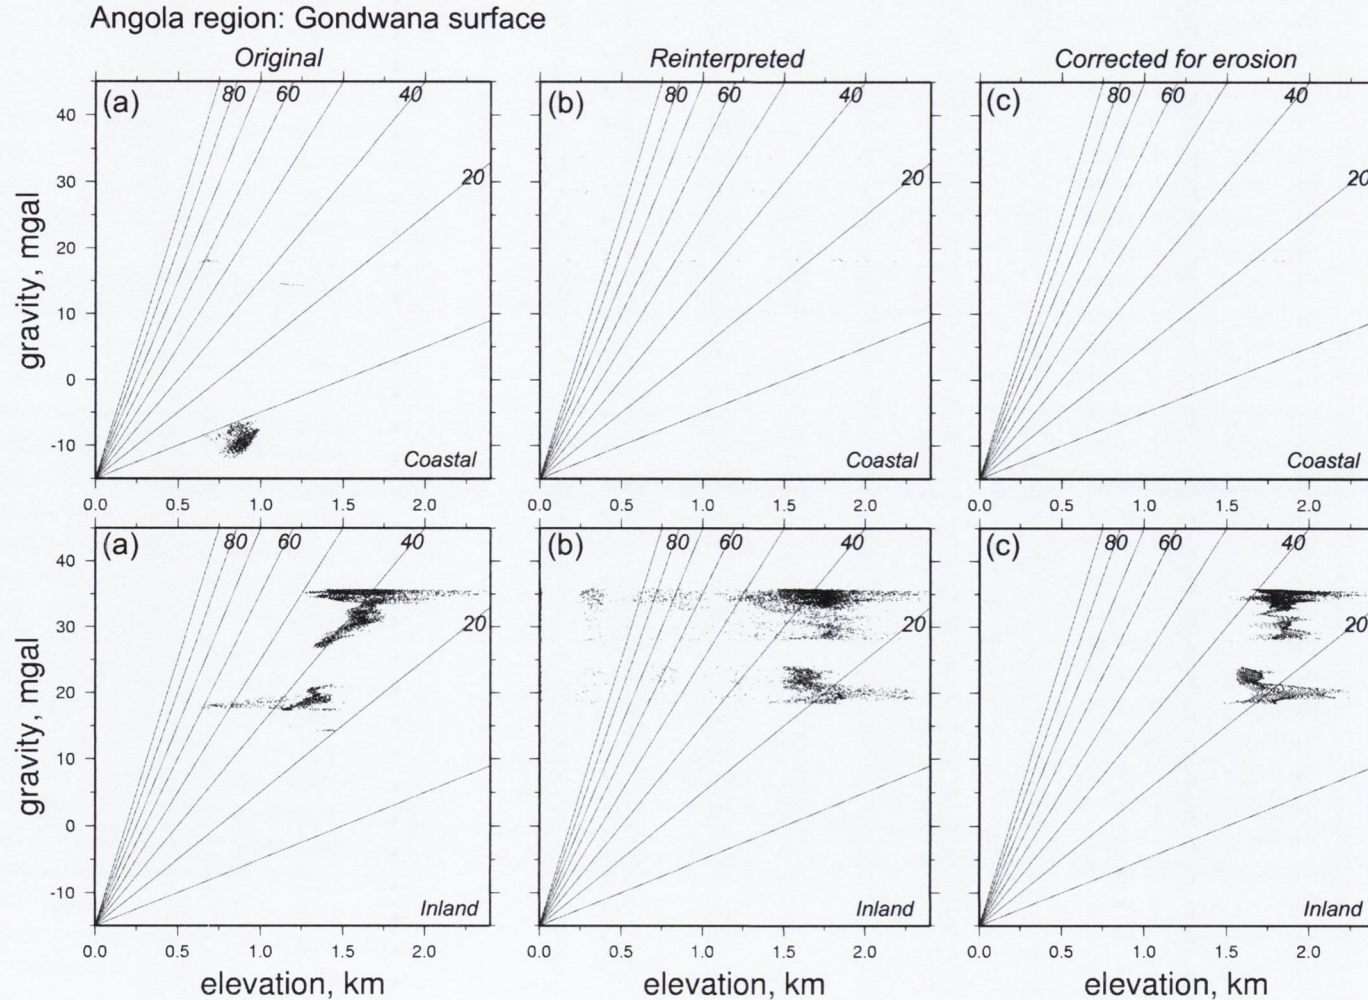 Angola region: Gondwana surface
Original Reinterpreted Corrected for erosion
(a) 80 60 40 (b) 80 60 40 (c) 80 60 40
40
30
20 20 20
20
10
0
-10
Coastal Coastal Coastal
gravity, mgal
0.0 0.5 1.0 1.5 2.0 0.0 0.5 1.0 1.5 2.0 0.0 0.5 1.0 1.5 2.0
(a) 80 60 40 (b) 80 60 40 (c) 80 60 40
40
30
20 20 20
20
10
0
-10
Inland Inland Inland
gravity, mgal
0.0 0.5 1.0 1.5 2.0 0.0 0.5 1.0 1.5 2.0 0.0 0.5 1.0 1.5 2.0
elevation, km elevation, km elevation, km